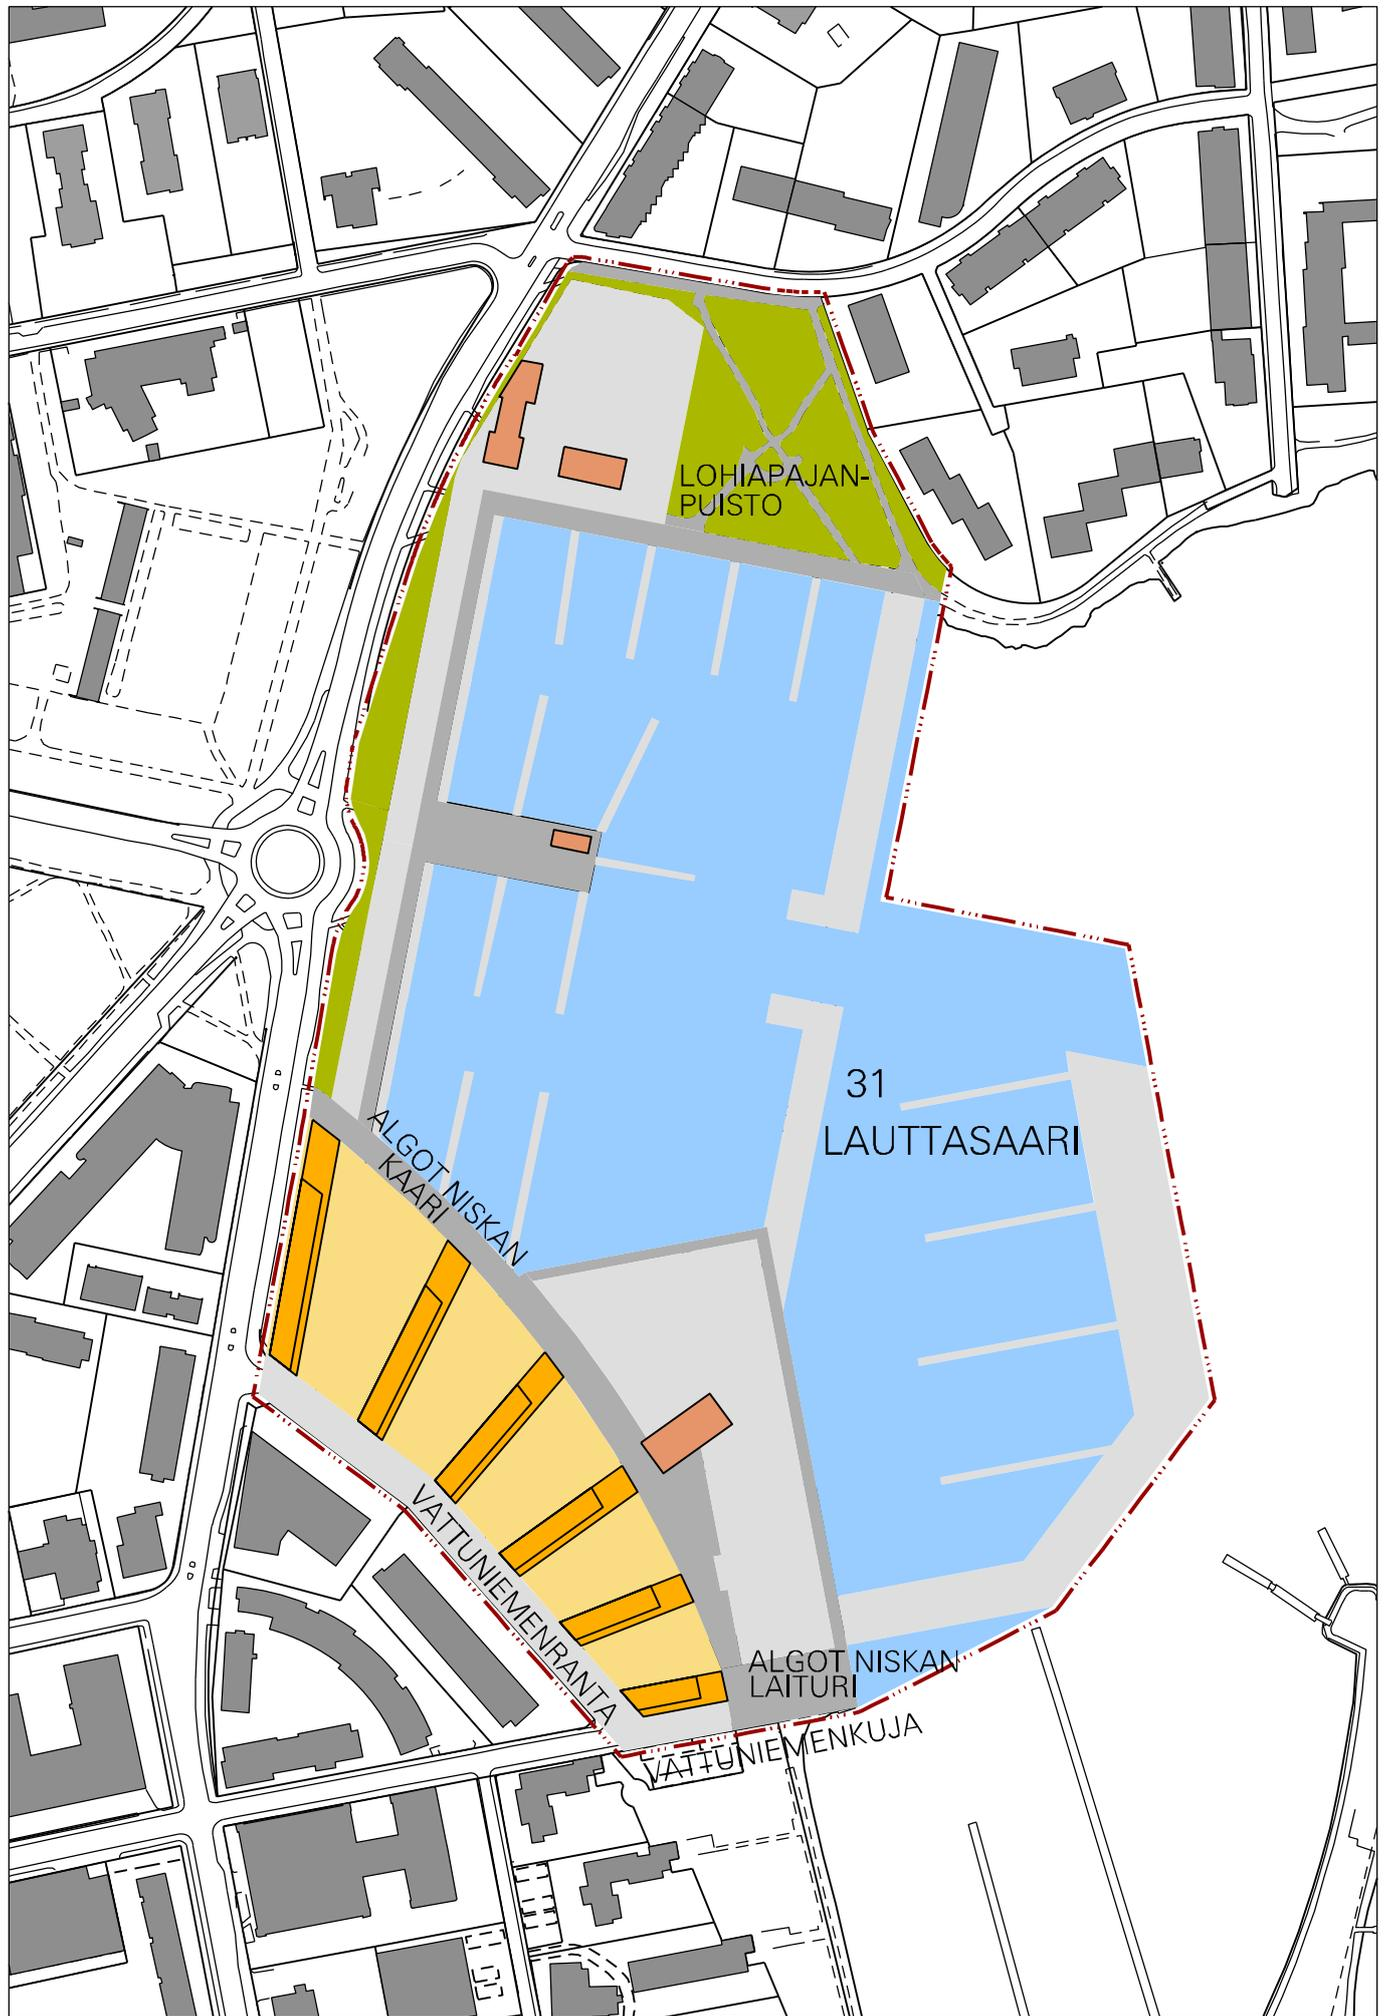 LOHIAPAJAN-
PUISTO
31
LAUTTASAARI
ALGOT NISKAN
KAARI
VATTUNIEMENRANTA
ALGOT NISKAN
LAITURI
VATTUNIEMENKUJA